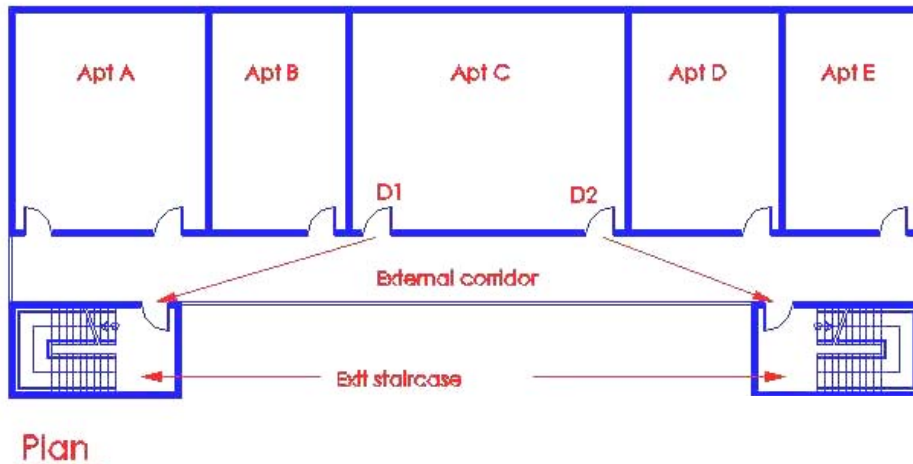 Apt A
Apt B
Apt C
Apt D
Apt E
D1
D2
External corridor
Exit staircase
Plan